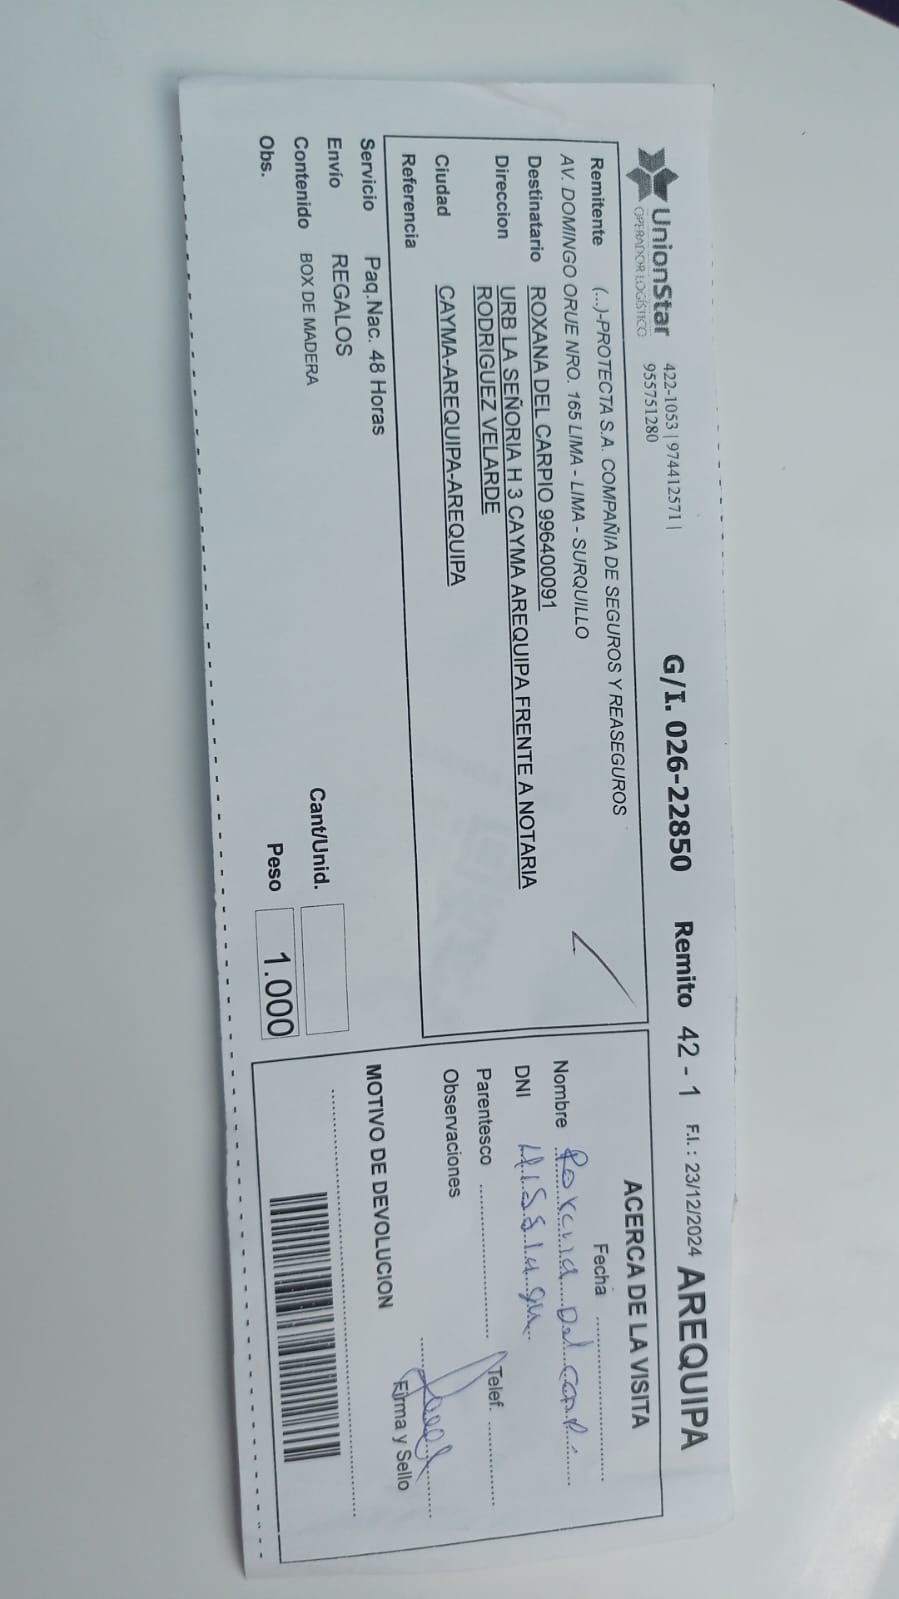 UnionStar
OPERADOR LOGÍSTICO
422-1053 | 974412571 |
955751280
G/I. 026-22850 Remito 42 - 1 F.I. : 23/12/2024 AREQUIPA
Remitente (...)-PROTECTA S.A. COMPAÑIA DE SEGUROS Y REASEGUROS
AV. DOMINGO ORUE NRO. 165 LIMA - LIMA - SURQUILLO
Destinatario ROXANA DEL CARPIO 996400091
Direccion URB LA SEÑORIA H 3 CAYMA AREQUIPA FRENTE A NOTARIA
RODRIGUEZ VELARDE
Ciudad CAYMA-AREQUIPA-AREQUIPA
Referencia
Servicio Paq.Nac. 48 Horas
Envío REGALOS
Contenido BOX DE MADERA
Obs.
Cant/Unid.
Peso 1.000
ACERCA DE LA VISITA
Fecha
Nombre Roxana Del
DNI
Parentesco Telef.
Observaciones
Firma y Sello
MOTIVO DE DEVOLUCION